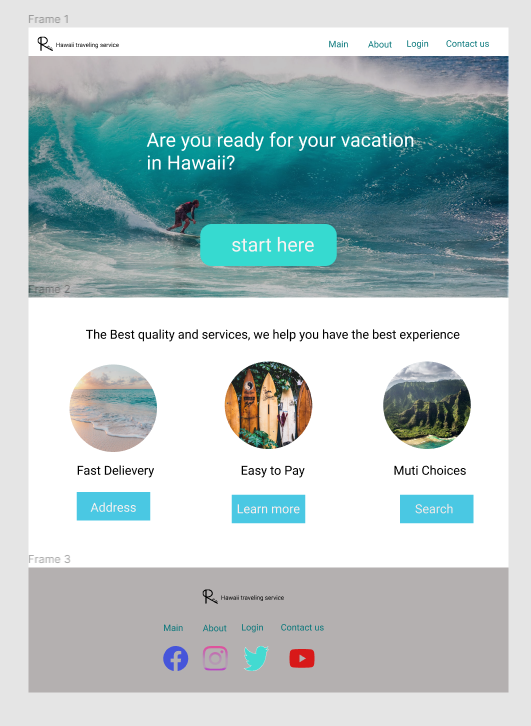 Frame 1
Hawaii traveling service
Main About Login Contact us
Are you ready for your vacation
in Hawaii?
start here
Frame 2
The Best quality and services, we help you have the best experience
Fast Delievery Easy to Pay Muti Choices
Address Learn more Search
Frame 3
Hawaii traveling service
Main About Login Contact us